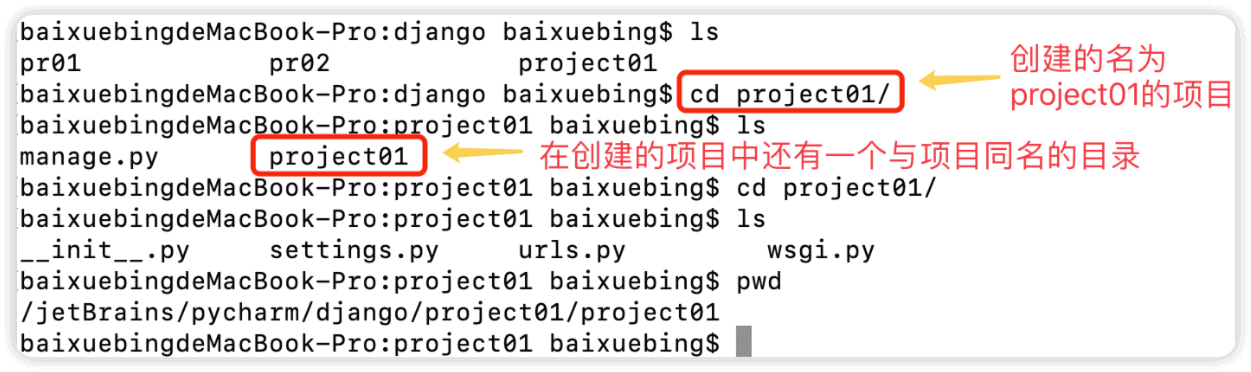 baixuebingdeMacBook-Pro:django baixuebing$ ls
pr01 pr02 project01
baixuebingdeMacBook-Pro:django baixuebing$ cd project01/
创建的名为
project01的项目
baixuebingdeMacBook-Pro:project01 baixuebing$ ls
manage.py project01
在创建的项目中还有一个与项目同名的目录
baixuebingdeMacBook-Pro:project01 baixuebing$ cd project01/
baixuebingdeMacBook-Pro:project01 baixuebing$ ls
__init__.py settings.py urls.py wsgi.py
baixuebingdeMacBook-Pro:project01 baixuebing$ pwd
/jetBrains/pycharm/django/project01/project01
baixuebingdeMacBook-Pro:project01 baixuebing$